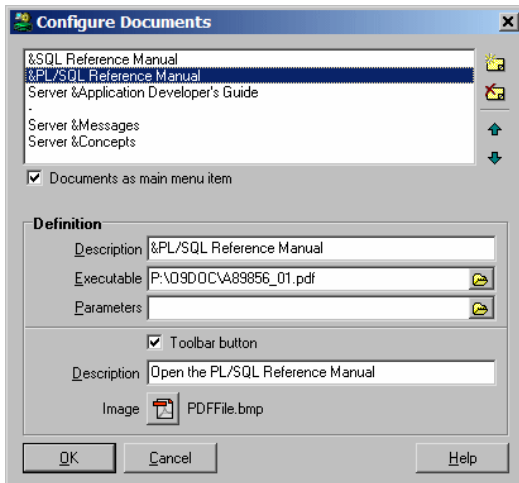 Configure Documents
&SQL Reference Manual
&PL/SQL Reference Manual
Server &Application Developer's Guide
-
Server &Messages
Server &Concepts
Documents as main menu item
Definition
Description &PL/SQL Reference Manual
Executable P:\O9DOC\A89856_01.pdf
Parameters
Toolbar button
Description Open the PL/SQL Reference Manual
Image PDFFile.bmp
OK Cancel Help